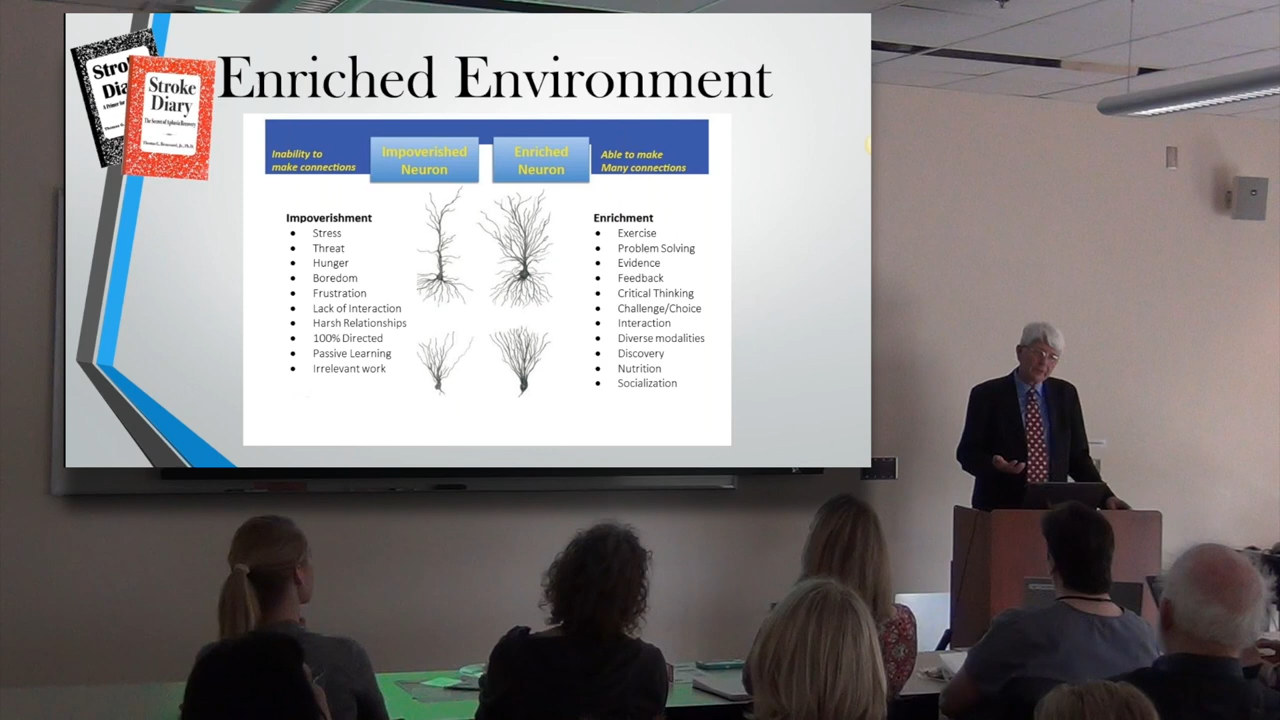 Enriched Environment
Stro
Dia
Stroke
Diary
The Secret of Aphasia Recovery
Inability to
make connections
Impoverished
Neuron
Enriched
Neuron
Able to make
Many connections
Impoverishment
• Stress
• Threat
• Hunger
• Boredom
• Frustration
• Lack of Interaction
• Harsh Relationships
• 100% Directed
• Passive Learning
• Irrelevant work
Enrichment
• Exercise
• Problem Solving
• Evidence
• Feedback
• Critical Thinking
• Challenge/Choice
• Interaction
• Diverse modalities
• Discovery
• Nutrition
• Socialization